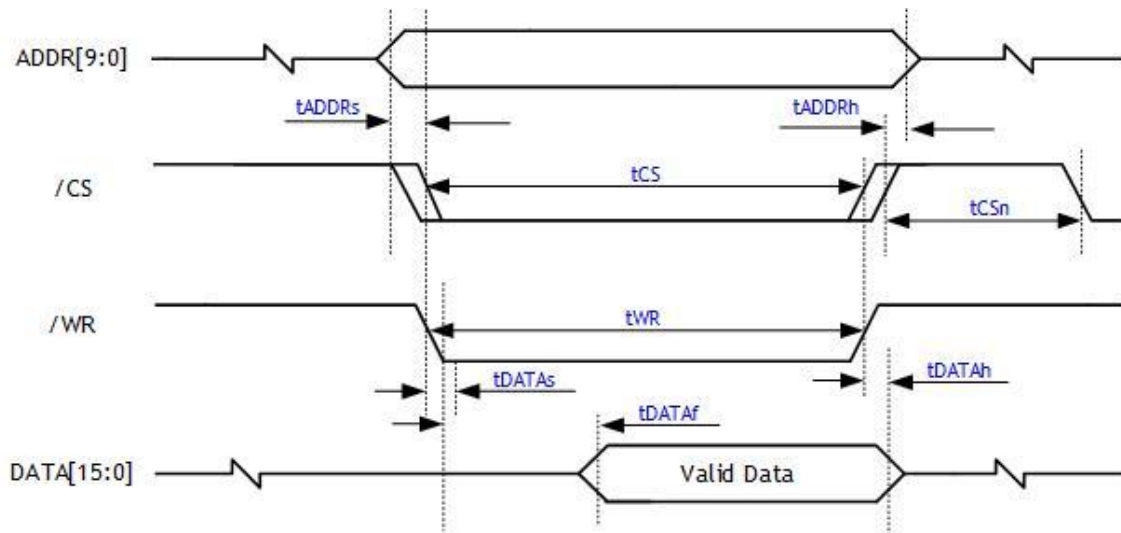 ADDR[9:0]
tADDRs
tADDRh
/CS
tCS
tCSn
/WR
tWR
tDATAs
tDATAh
tDATAf
DATA[15:0]
Valid Data